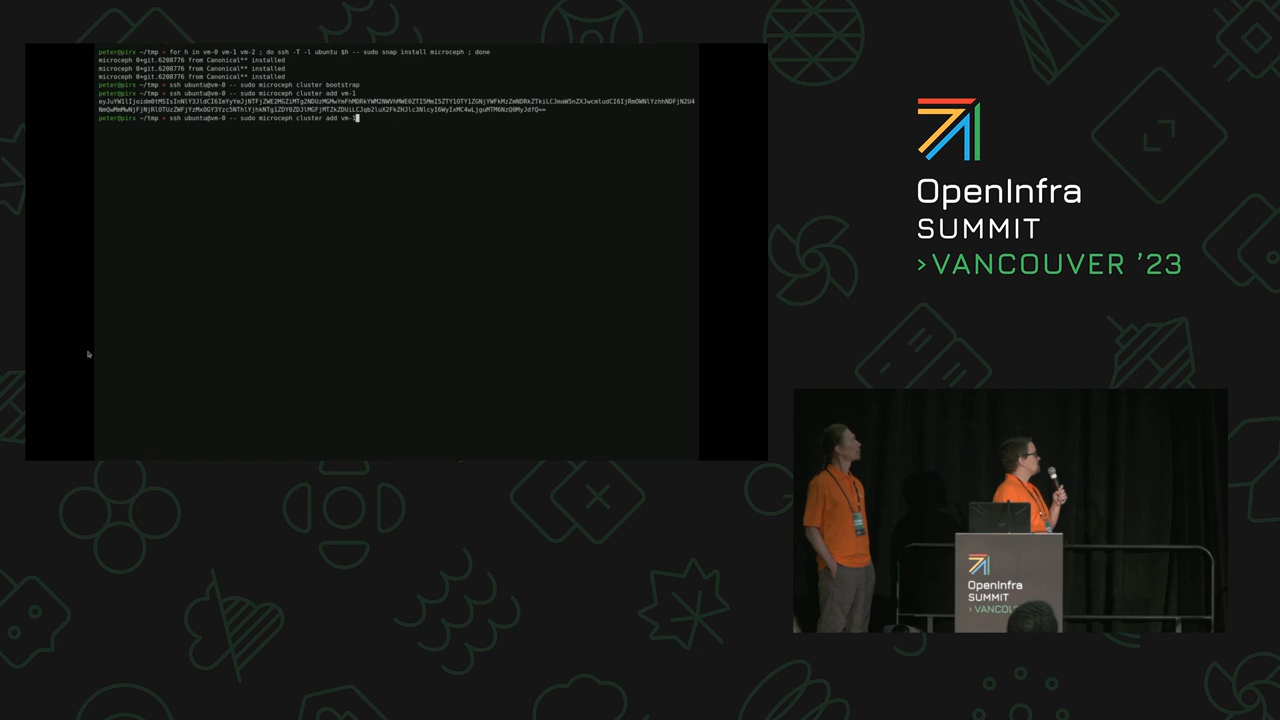 peter@pirx ~/tmp » for h in vm-0 vm-1 vm-2 ; do ssh -T -l ubuntu $h -- sudo snap install microceph ; done
microceph 0+git.6208776 from Canonical** installed
microceph 0+git.6208776 from Canonical** installed
microceph 0+git.6208776 from Canonical** installed
peter@pirx ~/tmp » ssh ubuntu@vm-0 -- sudo microceph cluster bootstrap
peter@pirx ~/tmp » ssh ubuntu@vm-0 -- sudo microceph cluster add vm-1
peter@pirx ~/tmp » ssh ubuntu@vm-0 -- sudo microceph cluster add vm-1
OpenInfra
SUMMIT
>VANCOUVER '23
OpenInfra
SUMMIT